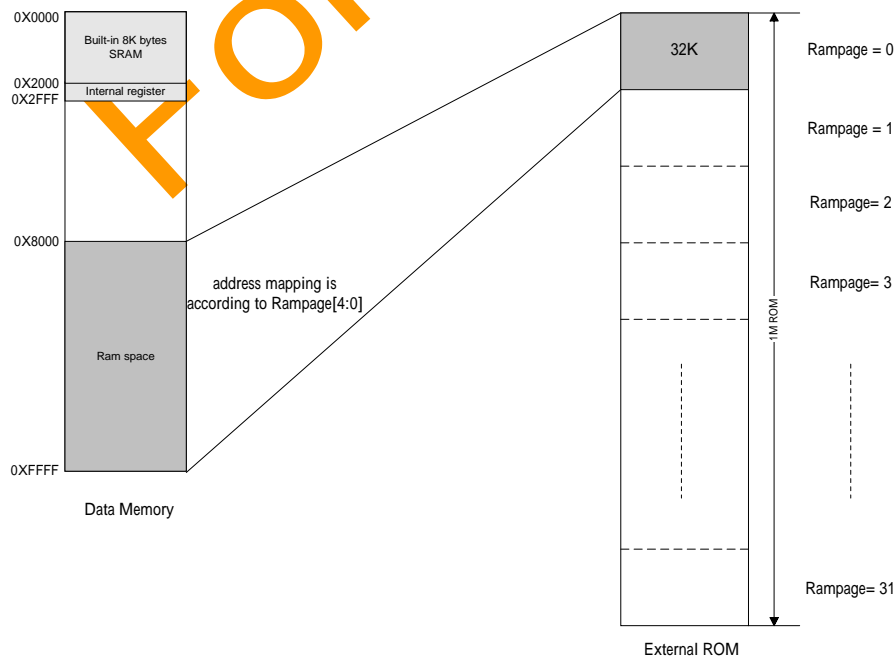 0X0000
Built-in 8K bytes
SRAM
0X2000
Internal register
0X2FFF
0X8000
address mapping is
according to Rampage[4:0]
Ram space
0XFFFF
Data Memory
32K
Rampage = 0
Rampage = 1
Rampage= 2
Rampage= 3
1M ROM
Rampage= 31
External ROM
For